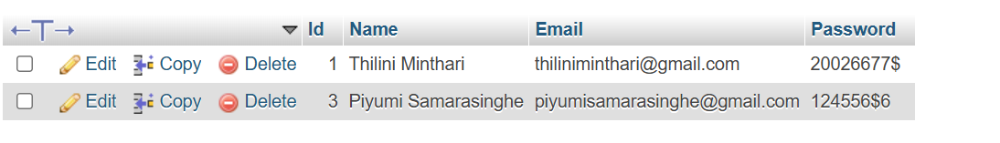 Id Name Email Password
Edit Copy Delete 1 Thilini Minthari thiliniminthari@gmail.com 20026677$
Edit Copy Delete 3 Piyumi Samarasinghe piyumisamarasinghe@gmail.com 124556$6